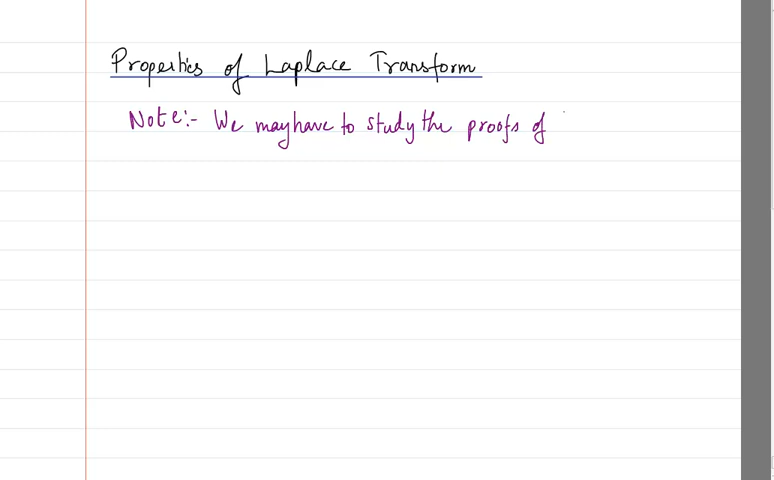 Properties of Laplace Transform
Note:- We may have to study the proofs of